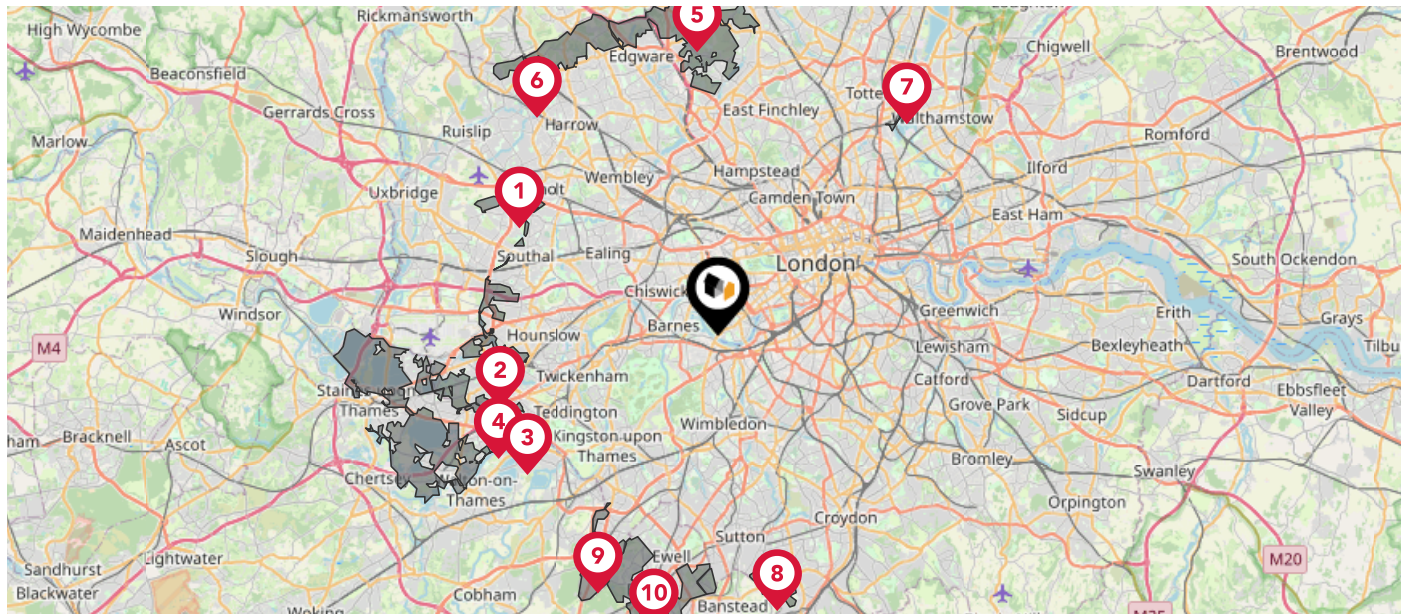 High Wycombe
Rickmansworth
Chigwell
Brentwood
Beaconsfield
Edgware
5
6
7
Gerrards Cross
Harrow
East Finchley
Romford
Marlow
Ruislip
Ilford
Uxbridge
Wembley
Hampstead
Camden Town
1
East Ham
Maidenhead
Slough
Southal
Ealing
London
South Ockendon
Chiswick
Windsor
Barnes
Greenwich
Erith
Grays
M4
Hounslow
Lewisham
Bexleyheath
Tilbu
2
Twickenham
Catford
Dartford
Ebbsfleet
Valley
Thames
Teddington
Grove Park
Sidcup
4
3
Wimbledon
Kingston upon
Thames
ham
Bracknell
Ascot
Bromley
Swanley
on-on-
Thames
Orpington
Croydon
Sutton
Lightwater
9
Ewell
8
M20
Sandhurst
Blackwater
Cobham
10
Banstead